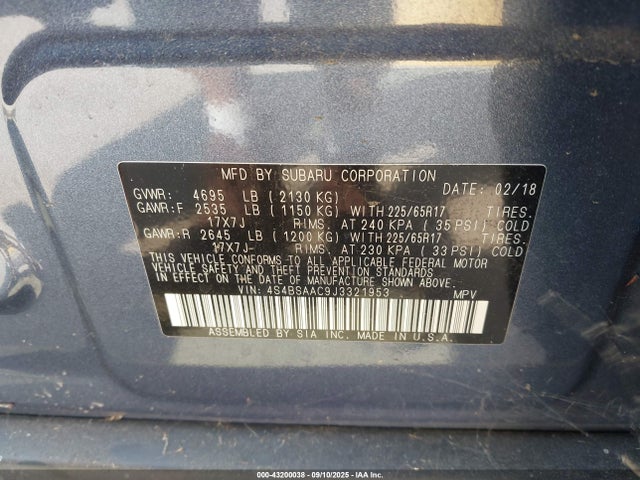 MFD BY SUBARU CORPORATION
GVWR: 4695 LB (2130 KG) DATE: 02/18
GAWR:F 2535 LB (1150 KG) WITH 225/65R17 TIRES.
17X7J RIMS. AT 240 KPA (35 PSI) COLD
GAWR:R 2645 LB (1200 KG) WITH 225/65R17 TIRES.
17X7J RIMS. AT 230 KPA (33 PSI) COLD
THIS VEHICLE CONFORMS TO ALL APPLICABLE FEDERAL MOTOR
VEHICLE SAFETY AND THEFT PREVENTION STANDARDS
IN EFFECT ON THE DATE OF MANUFACTURE SHOWN ABOVE.
VIN: 4S4BSAAC9J3321953 MPV
ASSEMBLED BY SIA INC. MADE IN U.S.A.
000-43200038 - 09/10/2025 - IAA Inc.